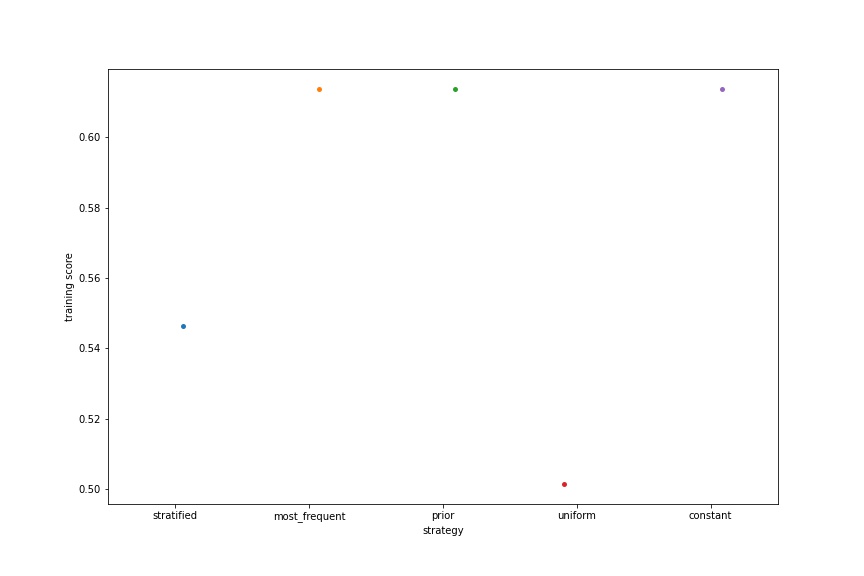 training score
0.60
0.58
0.56
0.54
0.52
0.50
stratified
most_frequent
prior
uniform
constant
strategy